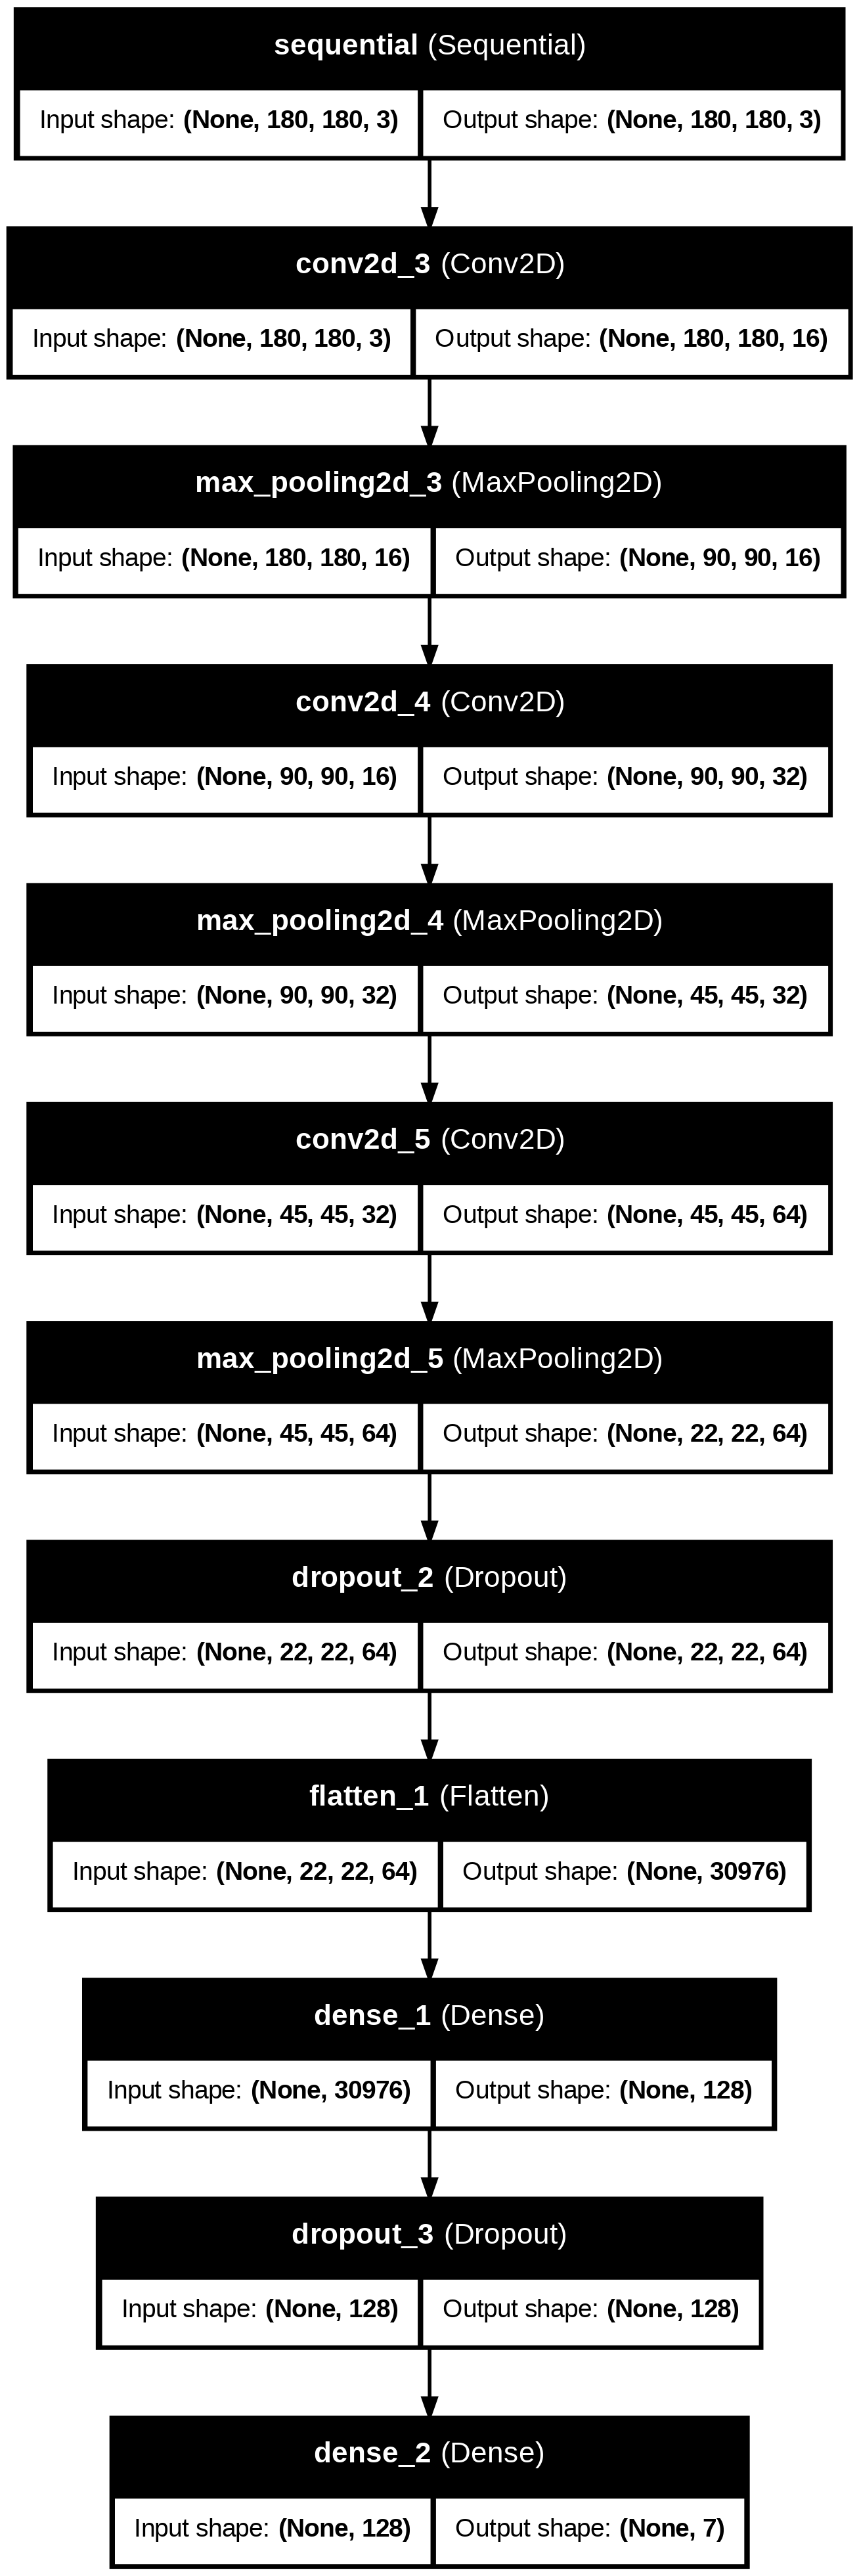 sequential (Sequential)
Input shape: (None, 180, 180, 3) Output shape: (None, 180, 180, 3)
conv2d_3 (Conv2D)
Input shape: (None, 180, 180, 3) Output shape: (None, 180, 180, 16)
max_pooling2d_3 (MaxPooling2D)
Input shape: (None, 180, 180, 16) Output shape: (None, 90, 90, 16)
conv2d_4 (Conv2D)
Input shape: (None, 90, 90, 16) Output shape: (None, 90, 90, 32)
max_pooling2d_4 (MaxPooling2D)
Input shape: (None, 90, 90, 32) Output shape: (None, 45, 45, 32)
conv2d_5 (Conv2D)
Input shape: (None, 45, 45, 32) Output shape: (None, 45, 45, 64)
max_pooling2d_5 (MaxPooling2D)
Input shape: (None, 45, 45, 64) Output shape: (None, 22, 22, 64)
dropout_2 (Dropout)
Input shape: (None, 22, 22, 64) Output shape: (None, 22, 22, 64)
flatten_1 (Flatten)
Input shape: (None, 22, 22, 64) Output shape: (None, 30976)
dense_1 (Dense)
Input shape: (None, 30976) Output shape: (None, 128)
dropout_3 (Dropout)
Input shape: (None, 128) Output shape: (None, 128)
dense_2 (Dense)
Input shape: (None, 128) Output shape: (None, 7)